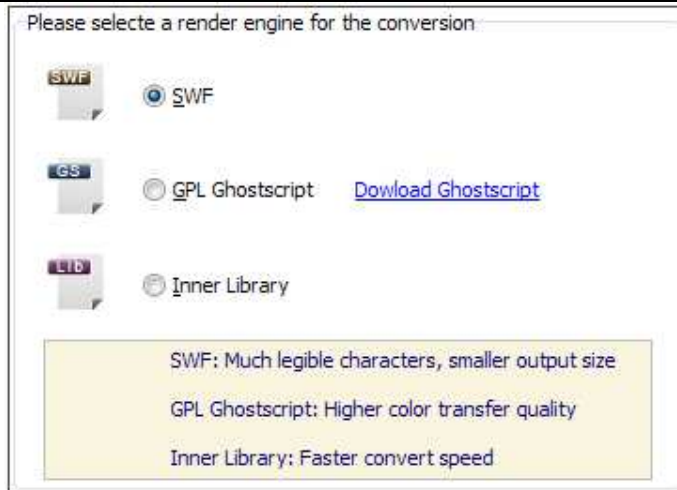 Please selecte a render engine for the conversion
SWF
SWF
GS
GPL Ghostscript Dowload Ghostscript
Lib
Inner Library
SWF: Much legible characters, smaller output size
GPL Ghostscript: Higher color transfer quality
Inner Library: Faster convert speed